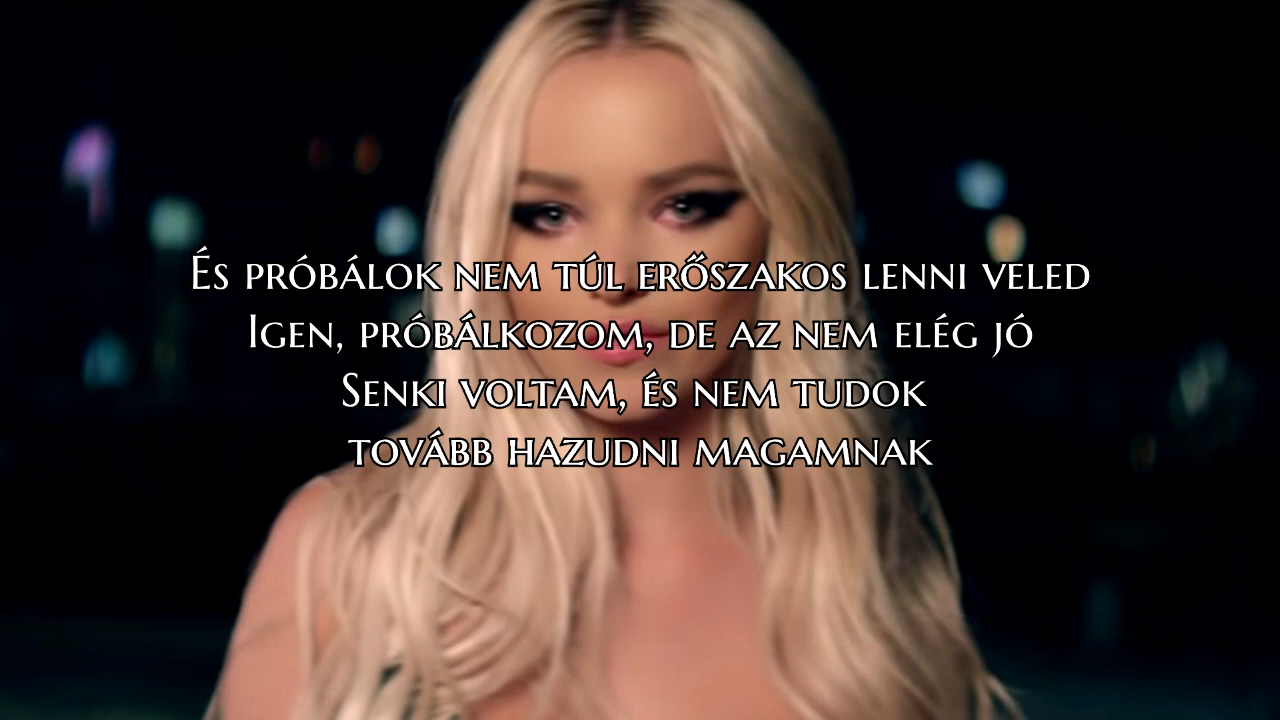 És próbálok nem túl erőszakos lenni veled
Igen, próbálkozom, de az nem elég jó
Senki voltam, és nem tudok
tovább hazudni magamnak